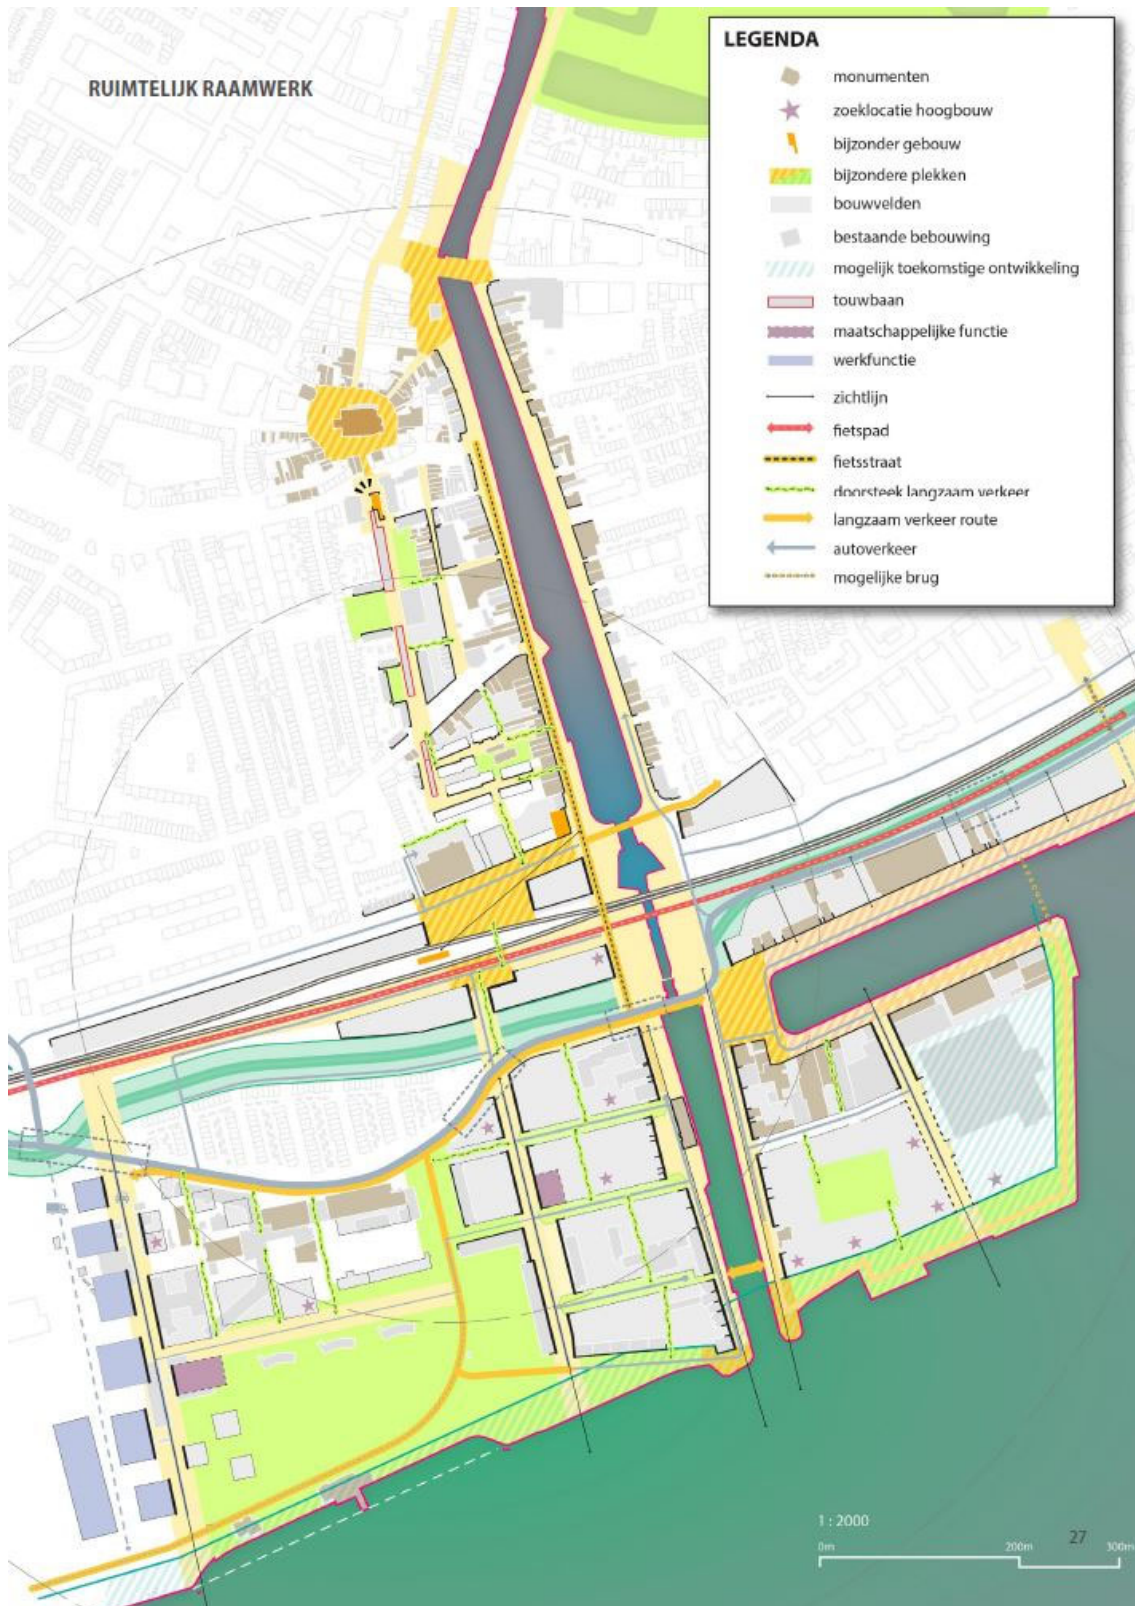 RUIMTELIJK RAAMWERK
LEGENDA
monumenten
zoeklocatie hoogbouw
bijzonder gebouw
bijzondere plekken
bouwvelden
bestaande bebouwing
mogelijk toekomstige ontwikkeling
touwbaan
maatschappelijke functie
werkfunctie
zichtlijn
fietspad
fietsstraat
doorsteek langzaam verkeer
langzaam verkeer route
autoverkeer
mogelijke brug
1 : 2000
27
0m 200m 300m